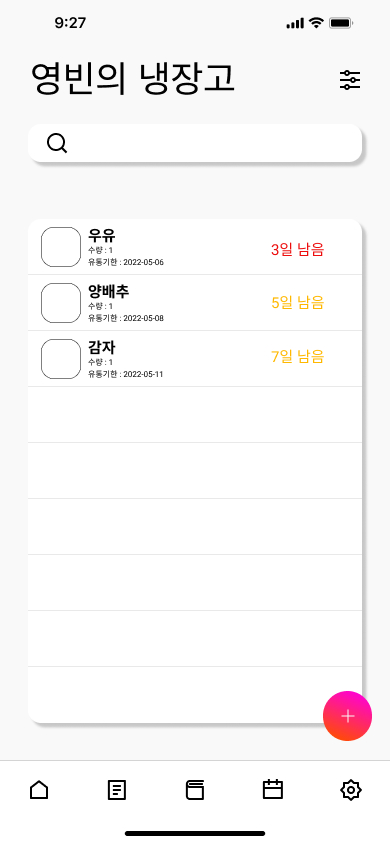 9:27
영빈의 냉장고
우유
수량 : 1
유통기한 : 2022-05-06
3일 남음
양배추
수량 : 1
유통기한 : 2022-05-08
5일 남음
감자
수량 : 1
유통기한 : 2022-05-11
7일 남음